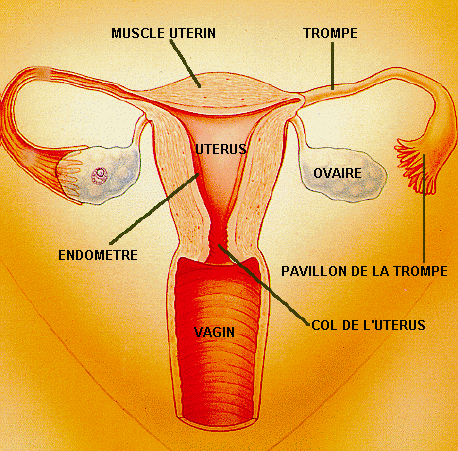 MUSCLE UTERIN
TROMPE
UTERUS
OVAIRE
ENDOMETRE
PAVILLON DE LA TROMPE
COL DE L'UTERUS
VAGIN